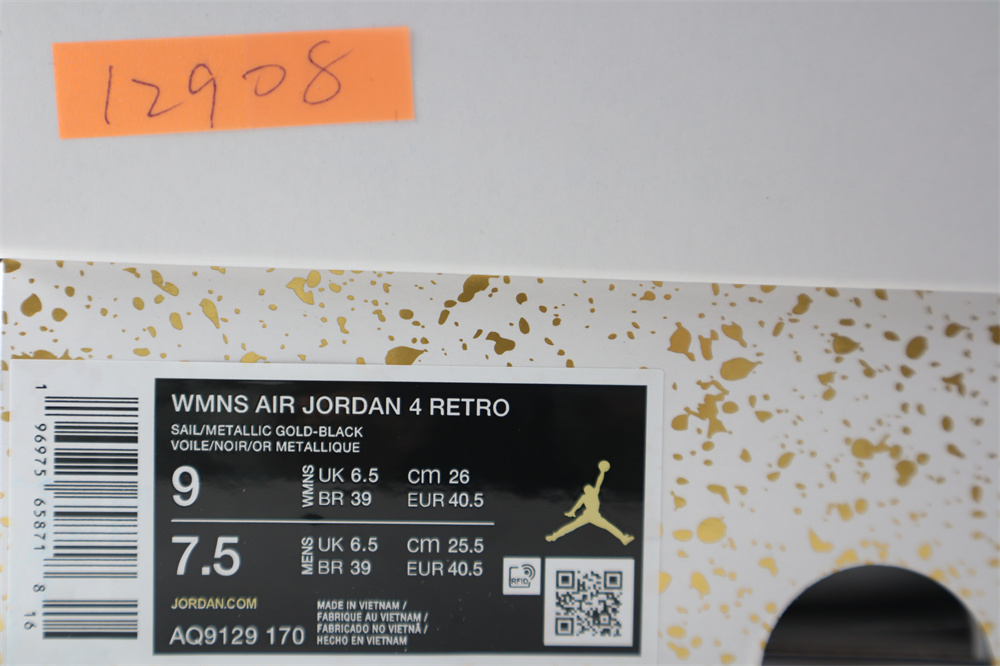 12908
1 96975 65871 8 16
WMNS AIR JORDAN 4 RETRO
SAIL/METALLIC GOLD-BLACK
VOILE/NOIR/OR METALLIQUE
9 WMNS UK 6.5 cm 26
BR 39 EUR 40.5
7.5 MENS UK 6.5 cm 25.5
BR 39 EUR 40.5
JORDAN.COM
AQ9129 170
MADE IN VIETNAM /
FABRIQUE AU VIETNAM /
FABRICADO NO VIETNÃ /
HECHO EN VIETNAM
RFID